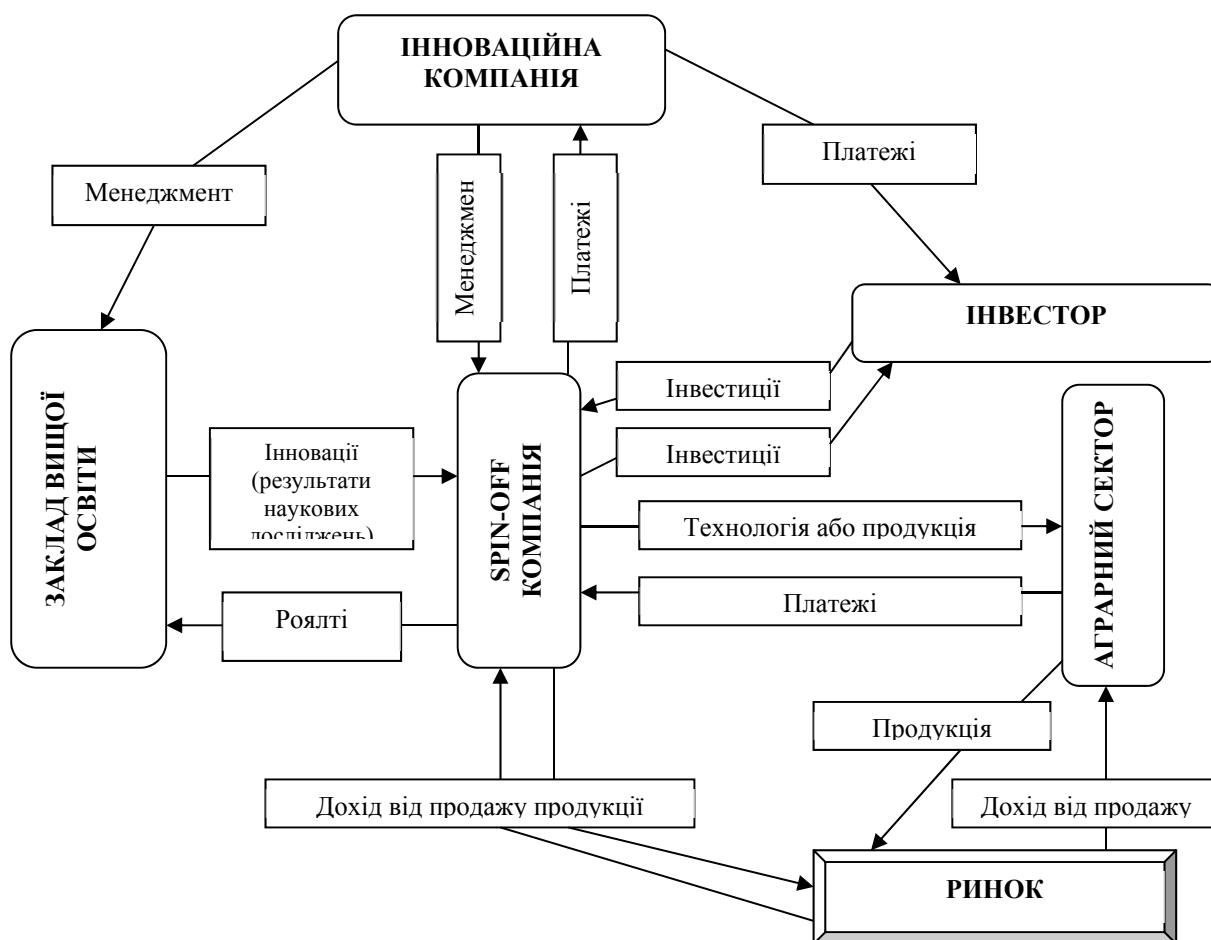 ІННОВАЦІЙНА
КОМПАНІЯ
Менеджмент
Менеджмен
Платежі
Платежі
ІНВЕСТОР
Інвестиції
Інвестиції
ЗАКЛАД ВИЩОЇ
ОСВІТИ
Інновації
(результати
наукових
досліджень)
SPIN-OFF
КОМПАНІЯ
Технологія або продукція
Платежі
АГРАРНИЙ СЕКТОР
Роялті
Продукція
Дохід від продажу продукції
Дохід від продажу
РИНОК